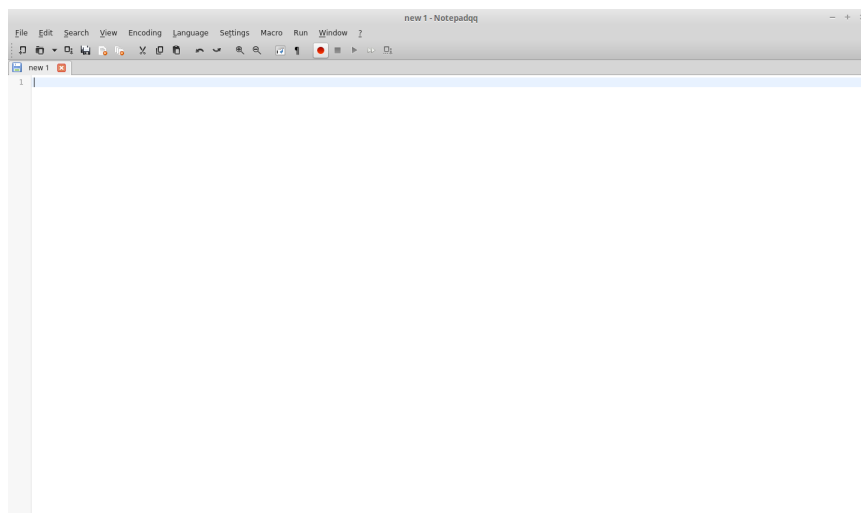 new 1 - Notepadqq
File Edit Search View Encoding Language Settings Macro Run Window ?
new 1
1